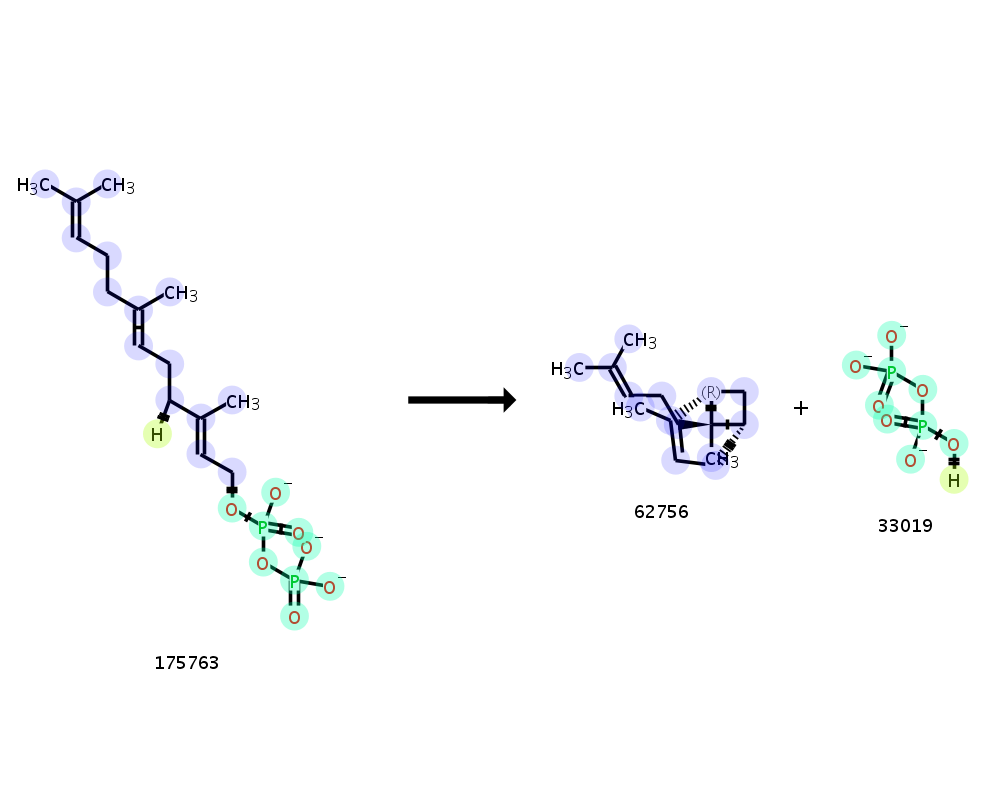 H3C CH3
CH3
CH3
H
O
O−
P O
O−
O P O−
O
175763
CH3
H3C
H3C (R)
CH3
62756
+
O−
O− P
O O
O P O
O− H
33019